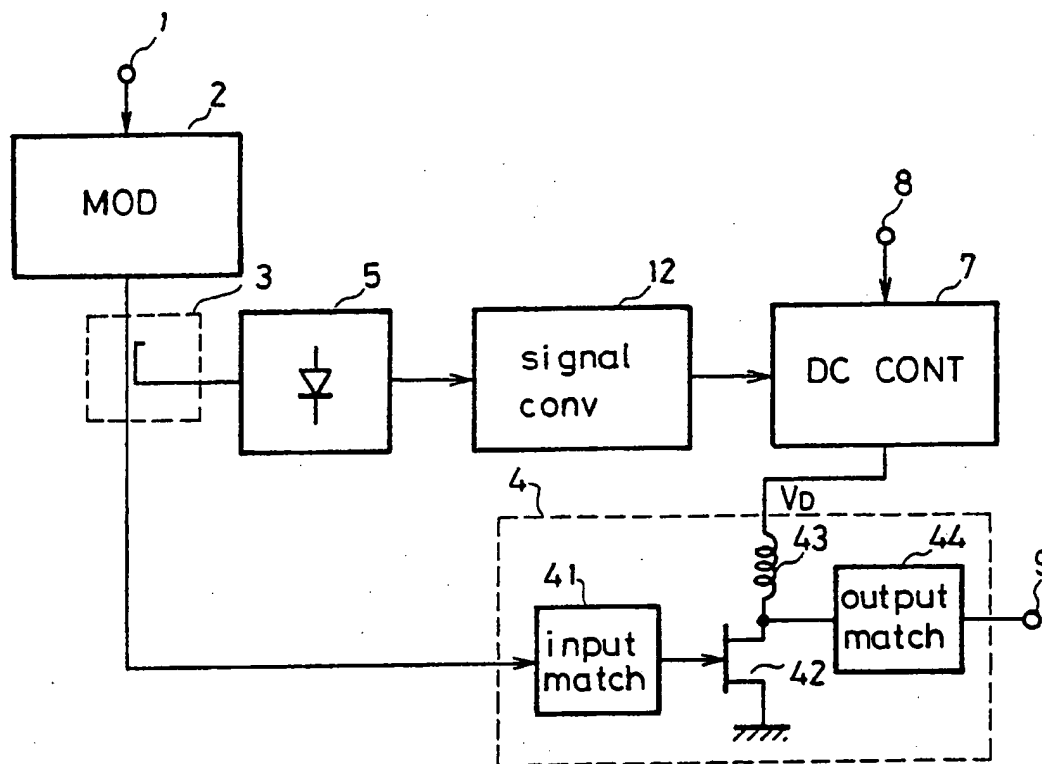 1
2
MOD
3
5
12
signal
conv
8
7
DC CONT
4
VD
43
44
output
match
41
input
match
42